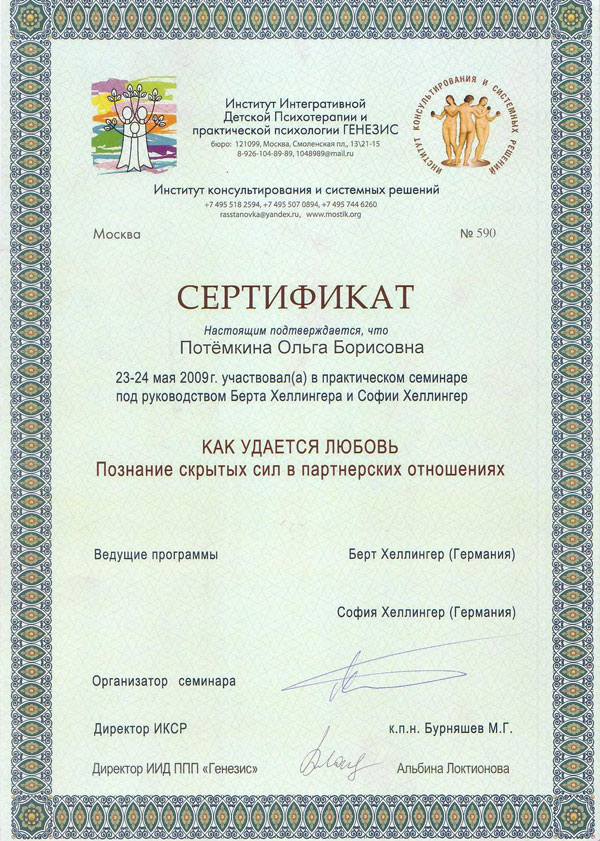 Институт Интегративной
Детской Психотерапии и
практической психологии ГЕНЕЗИС
бюро: 121099, Москва, Смоленская пл., 13\21-15
8-926-104-89-89, 1048989@mail.ru
ИНСТИТУТ КОНСУЛЬТИРОВАНИЯ И СИСТЕМНЫХ РЕШЕНИЙ
Институт консультирования и системных решений
+7 495 518 2594, +7 495 507 0894, +7 495 744 6260
rasstanovka@yandex.ru, www.mostik.org
Москва № 590
СЕРТИФИКАТ
Настоящим подтверждается, что
Потёмкина Ольга Борисовна
23-24 мая 2009 г. участвовал(а) в практическом семинаре
под руководством Берта Хеллингера и Софии Хеллингер
КАК УДАЕТСЯ ЛЮБОВЬ
Познание скрытых сил в партнерских отношениях
Ведущие программы Берт Хеллингер (Германия)
София Хеллингер (Германия)
Организатор семинара
Директор ИКСР к.п.н. Бурняшев М.Г.
Директор ИИД ППП «Генезис» Альбина Локтионова